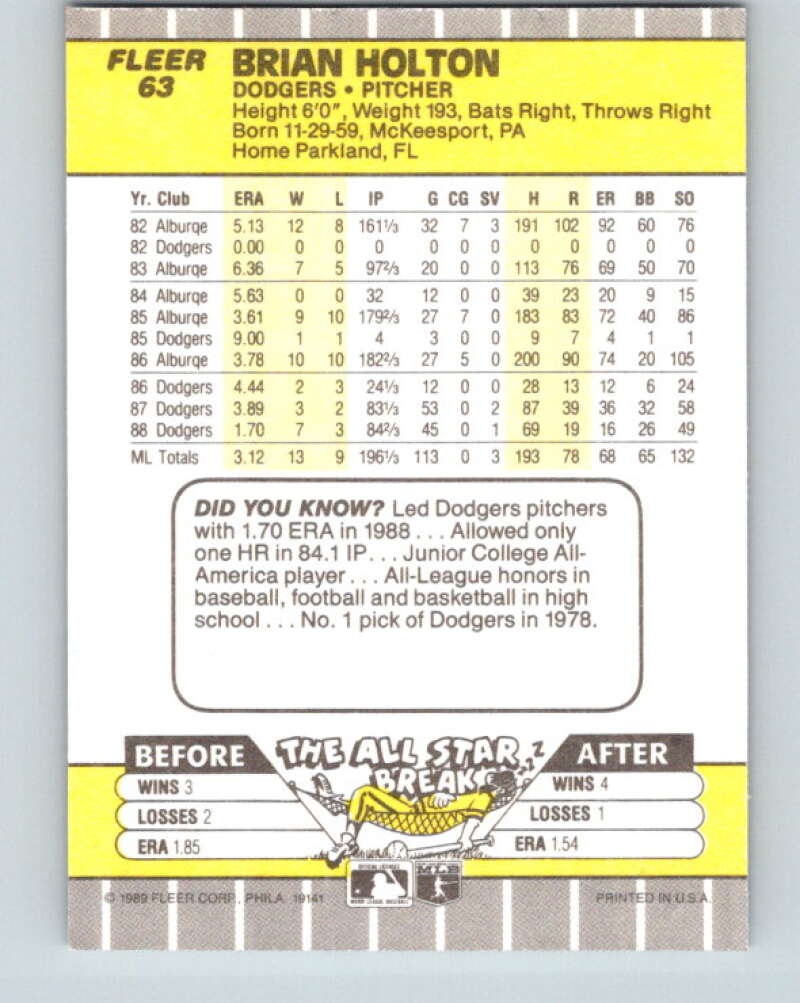 FLEER
63
BRIAN HOLTON
DODGERS • PITCHER
Height 6'0", Weight 193, Bats Right, Throws Right
Born 11-29-59, McKeesport, PA
Home Parkland, FL
Yr. Club ERA W L IP G CG SV H R ER BB SO
82 Alburqe 5.13 12 8 161⅓ 32 7 3 191 102 92 60 76
82 Dodgers 0.00 0 0 0 0 0 0 0 0 0 0 0
83 Alburqe 6.36 7 5 97⅔ 20 0 0 113 76 69 50 70
84 Alburqe 5.63 0 0 32 12 0 0 39 23 20 9 15
85 Alburqe 3.61 9 10 179⅔ 27 7 0 183 83 72 40 86
85 Dodgers 9.00 1 1 4 3 0 0 9 7 4 1 1
86 Alburqe 3.78 10 10 182⅔ 27 5 0 200 90 74 20 105
86 Dodgers 4.44 2 3 24⅓ 12 0 0 28 13 12 6 24
87 Dodgers 3.89 3 2 83⅓ 53 0 2 87 39 36 32 58
88 Dodgers 1.70 7 3 84⅔ 45 0 1 69 19 16 26 49
ML Totals 3.12 13 9 196⅓ 113 0 3 193 78 68 65 132
DID YOU KNOW? Led Dodgers pitchers
with 1.70 ERA in 1988 . . . Allowed only
one HR in 84.1 IP. . . Junior College All-
America player . . . All-League honors in
baseball, football and basketball in high
school . . . No. 1 pick of Dodgers in 1978.
BEFORE THE ALL STAR BREAK AFTER
WINS 3 WINS 4
LOSSES 2 LOSSES 1
ERA 1.85 ERA 1.54
© 1989 FLEER CORP., PHILA. 19141 PRINTED IN U.S.A.